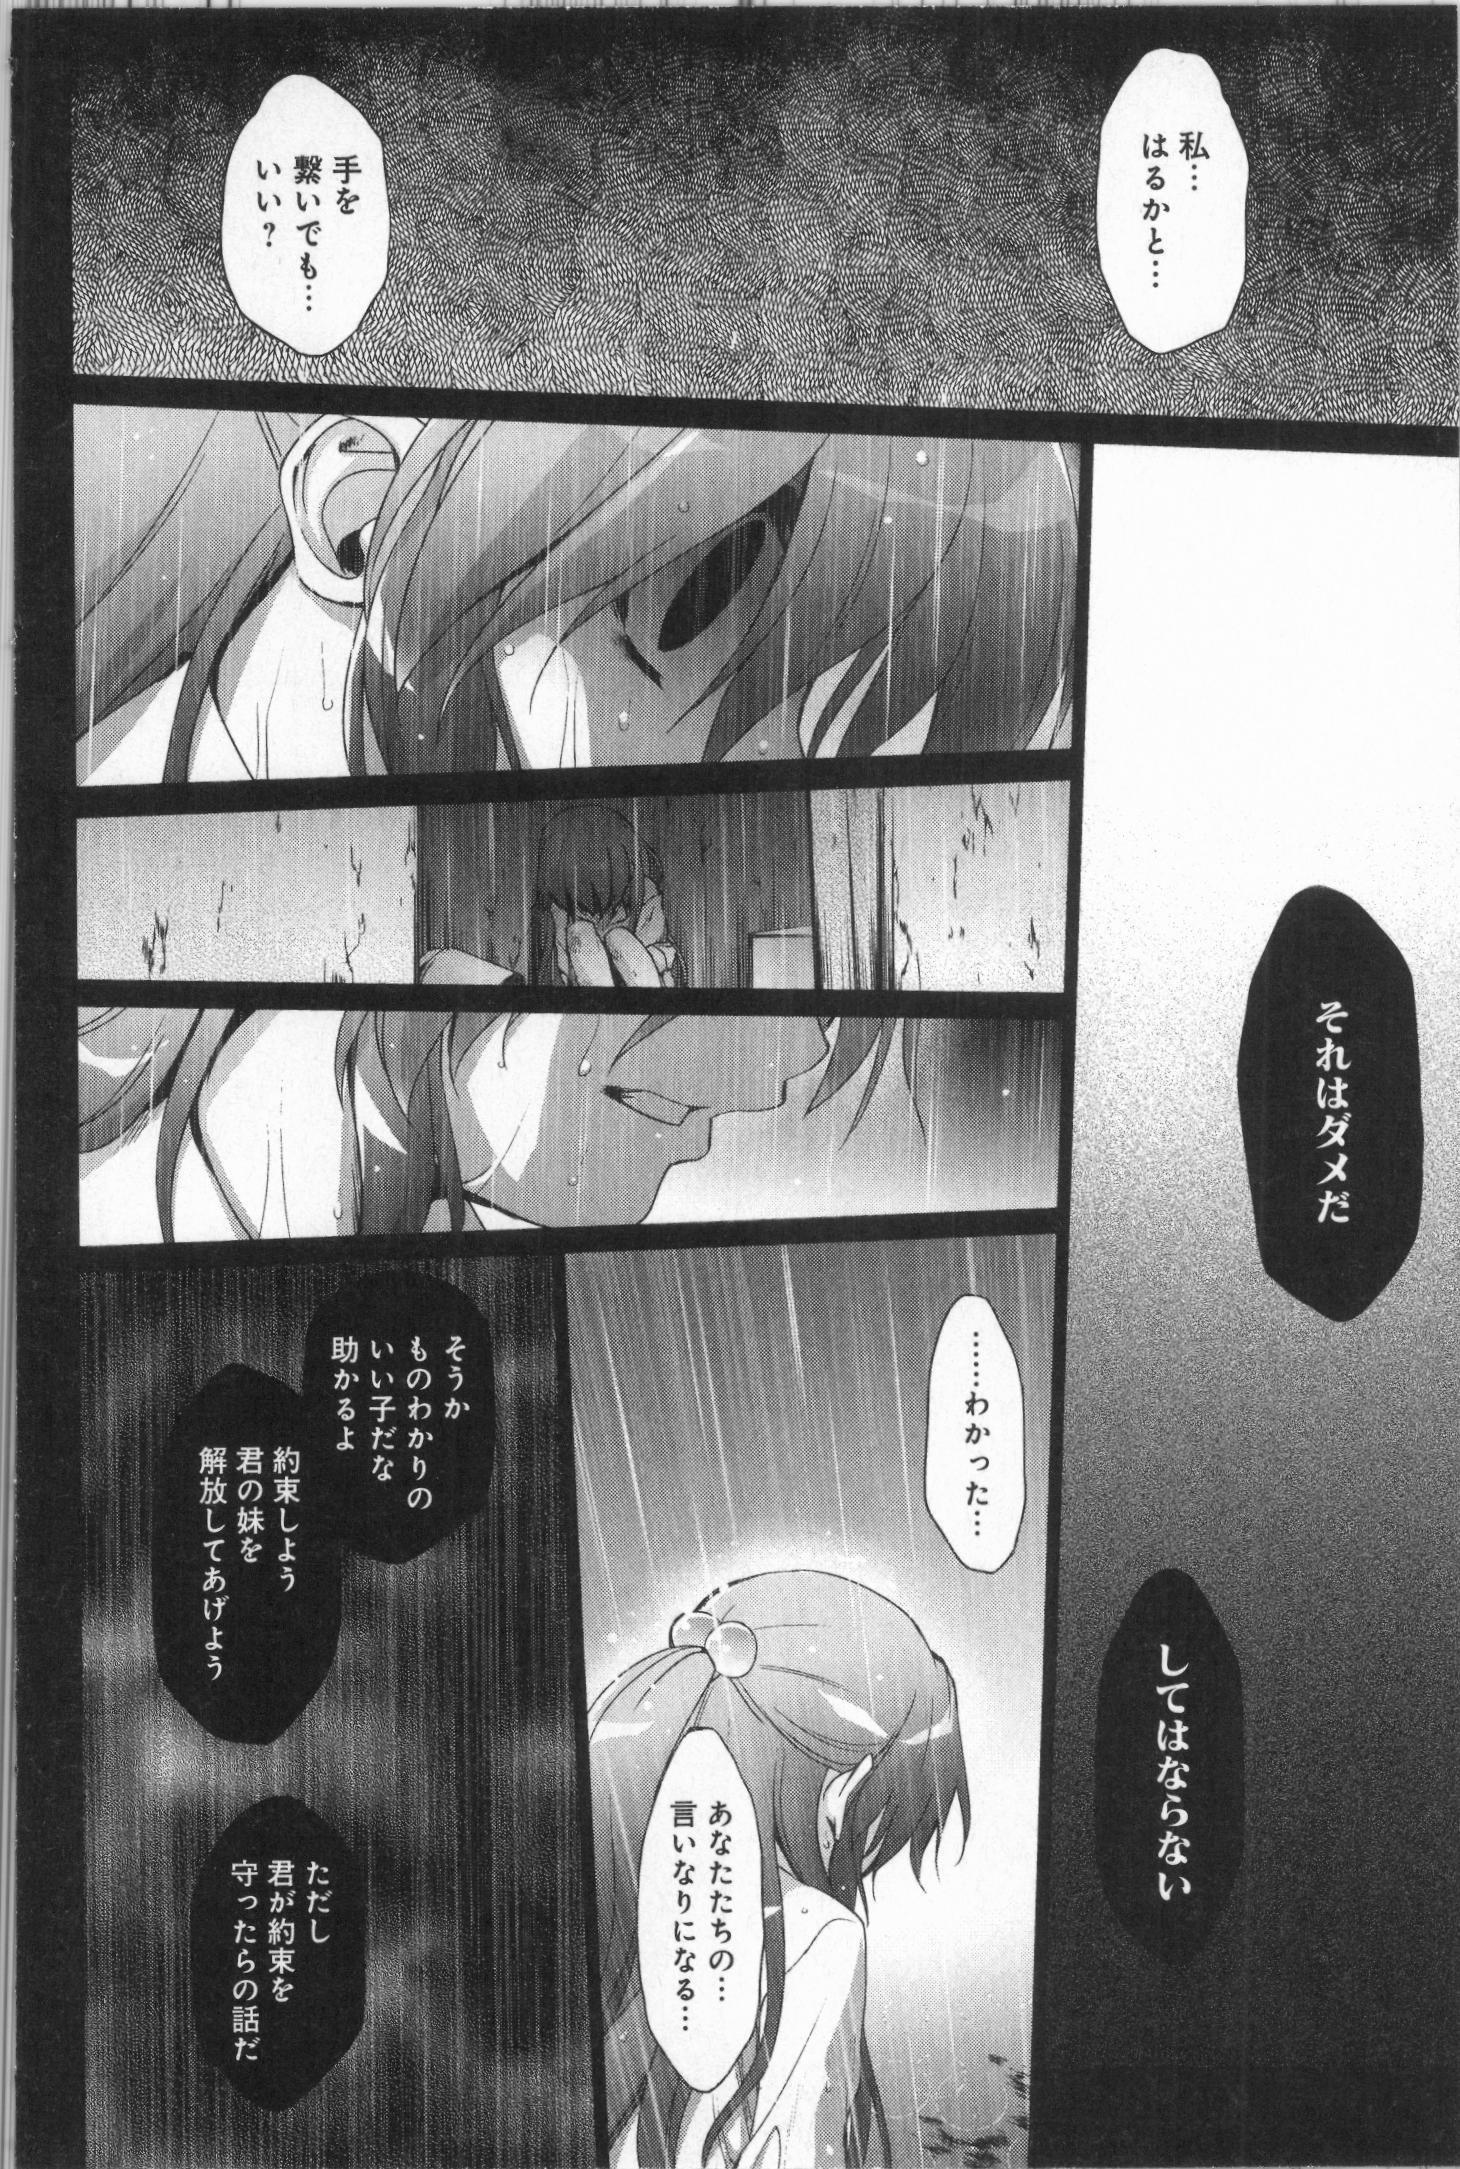 私…
はるかと…
手を
繋いでも…
いい？
それはダメだ
してはならない
……わかった…
あなたたちの…
言いなりになる…
そうか
ものわかりの
いい子だな
助かるよ
約束しよう
君の妹を
解放してあげよう
ただし
君が約束を
守ったらの話だ